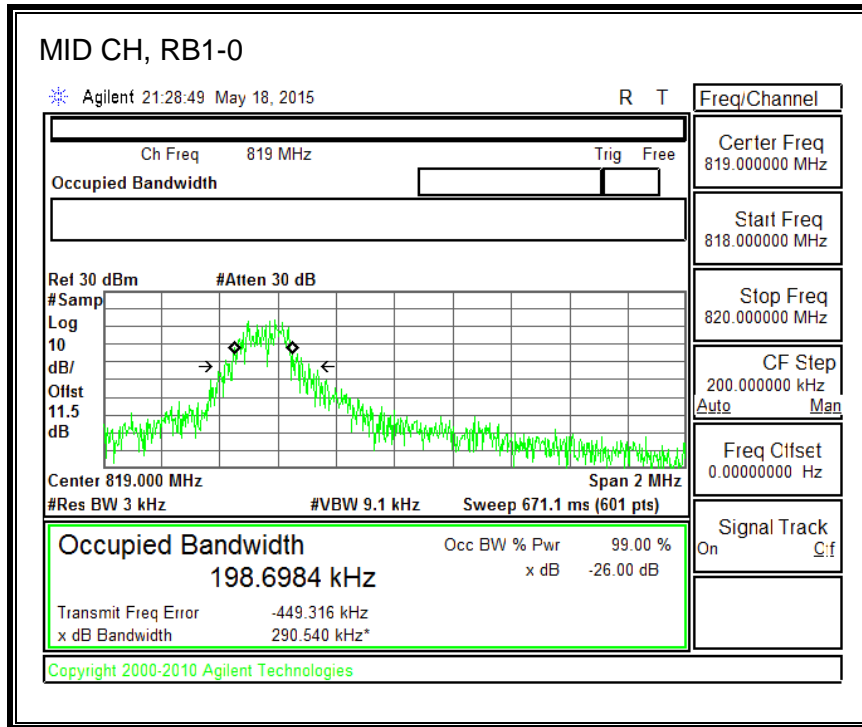 MID CH, RB1-0
Agilent 21:28:49 May 18, 2015 R T
Ch Freq 819 MHz Trig Free
Occupied Bandwidth
Ref 30 dBm #Atten 30 dB
#Samp
Log
10
dB/
Offst
11.5
dB
Center 819.000 MHz Span 2 MHz
#Res BW 3 kHz #VBW 9.1 kHz Sweep 671.1 ms (601 pts)
Occupied Bandwidth Occ BW % Pwr 99.00 %
198.6984 kHz x dB -26.00 dB
Transmit Freq Error -449.316 kHz
x dB Bandwidth 290.540 kHz*
Copyright 2000-2010 Agilent Technologies
Freq/Channel
Center Freq
819.000000 MHz
Start Freq
818.000000 MHz
Stop Freq
820.000000 MHz
CF Step
200.000000 kHz
Auto Man
Freq Offset
0.00000000 Hz
Signal Track
On Off